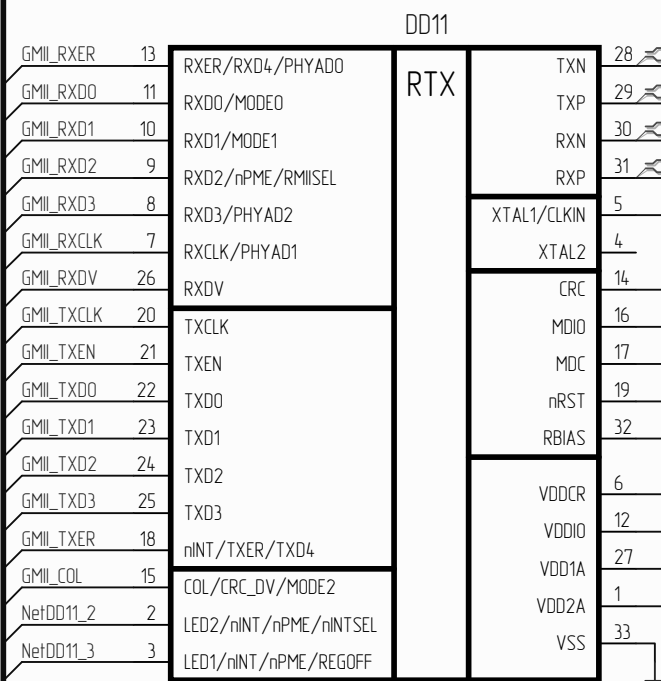 DD11
GMII_RXER 13 RXER/RXD4/PHYAD0 RTX TXN 28
GMII_RXD0 11 RXD0/MODE0 TXP 29
GMII_RXD1 10 RXD1/MODE1 RXN 30
GMII_RXD2 9 RXD2/nPME/RMIISEL RXP 31
GMII_RXD3 8 RXD3/PHYAD2 XTAL1/CLKIN 5
GMII_RXCLK 7 RXCLK/PHYAD1 XTAL2 4
GMII_RXDV 26 RXDV CRC 14
GMII_TXCLK 20 TXCLK MDIO 16
GMII_TXEN 21 TXEN MDC 17
GMII_TXD0 22 TXD0 nRST 19
GMII_TXD1 23 TXD1 RBIAS 32
GMII_TXD2 24 TXD2 VDDCR 6
GMII_TXD3 25 TXD3 VDDIO 12
GMII_TXER 18 nINT/TXER/TXD4 VDD1A 27
GMII_COL 15 COL/CRC_DV/MODE2 VDD2A 1
NetDD11_2 2 LED2/nINT/nPME/nINTSEL VSS 33
NetDD11_3 3 LED1/nINT/nPME/REGOFF